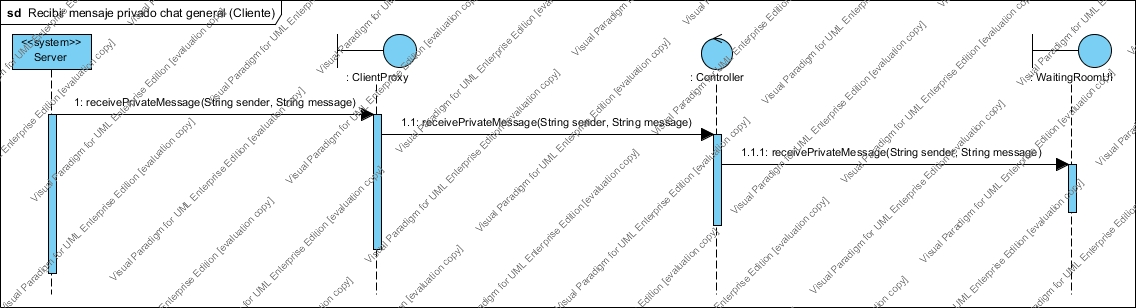 sd Recibir mensaje privado chat general (Cliente)
<<system>>
Server
: ClientProxy
: Controller
: WaitingRoomUI
1: receivePrivateMessage(String sender, String message)
1.1: receivePrivateMessage(String sender, String message)
1.1.1: receivePrivateMessage(String sender, String message)
Visual Paradigm for UML Enterprise Edition [evaluation copy]